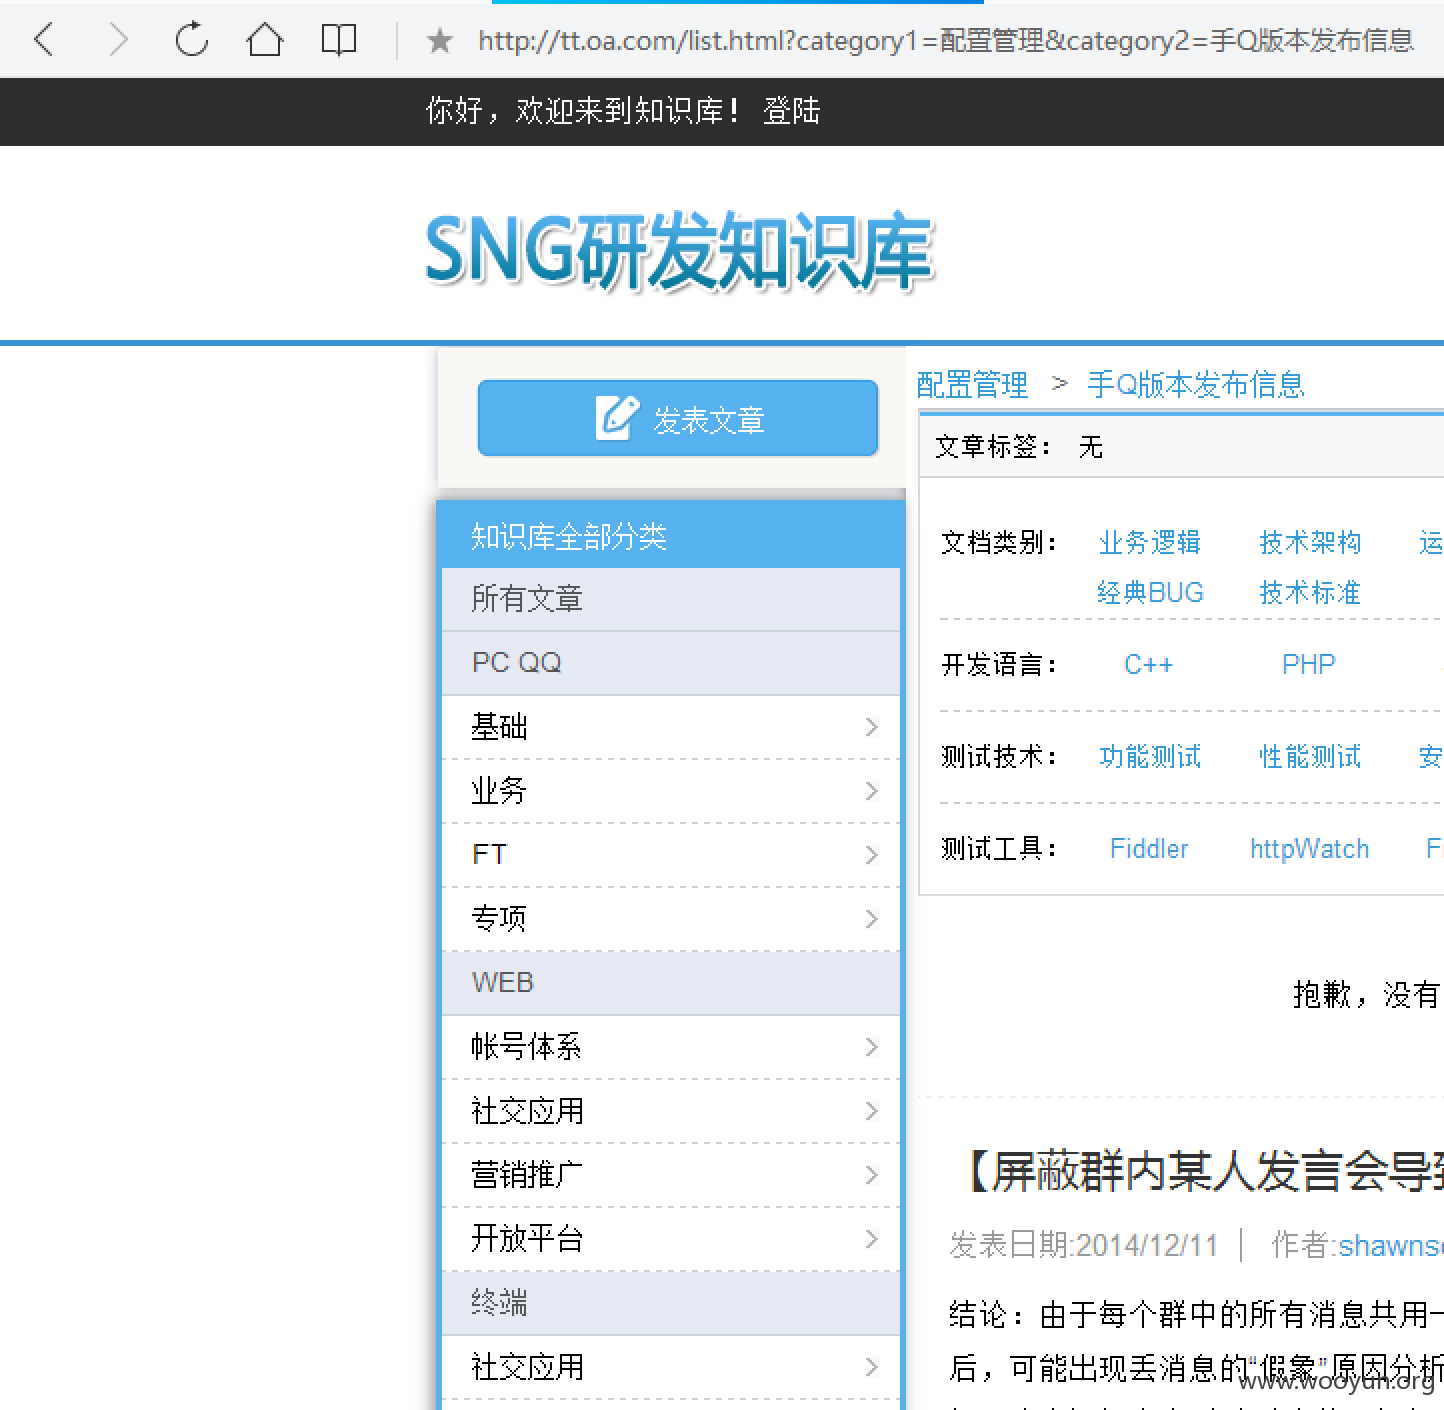 http://tt.oa.com/list.html?category1=配置管理&category2=手Q版本发布信息
你好，欢迎来到知识库！ 登陆
SNG研发知识库
发表文章
知识库全部分类
所有文章
PC QQ
基础
业务
FT
专项
WEB
帐号体系
社交应用
营销推广
开放平台
终端
社交应用
配置管理 > 手Q版本发布信息
文章标签： 无
文档类别： 业务逻辑 技术架构 运
经典BUG 技术标准
开发语言： C++ PHP
测试技术： 功能测试 性能测试 安
测试工具： Fiddler httpWatch
抱歉，没有
【屏蔽群内某人发言会导致
发表日期:2014/12/11 | 作者:shawns
结论：由于每个群中的所有消息共用一
后，可能出现丢消息的“假象”原因分析
www.wooyun.org